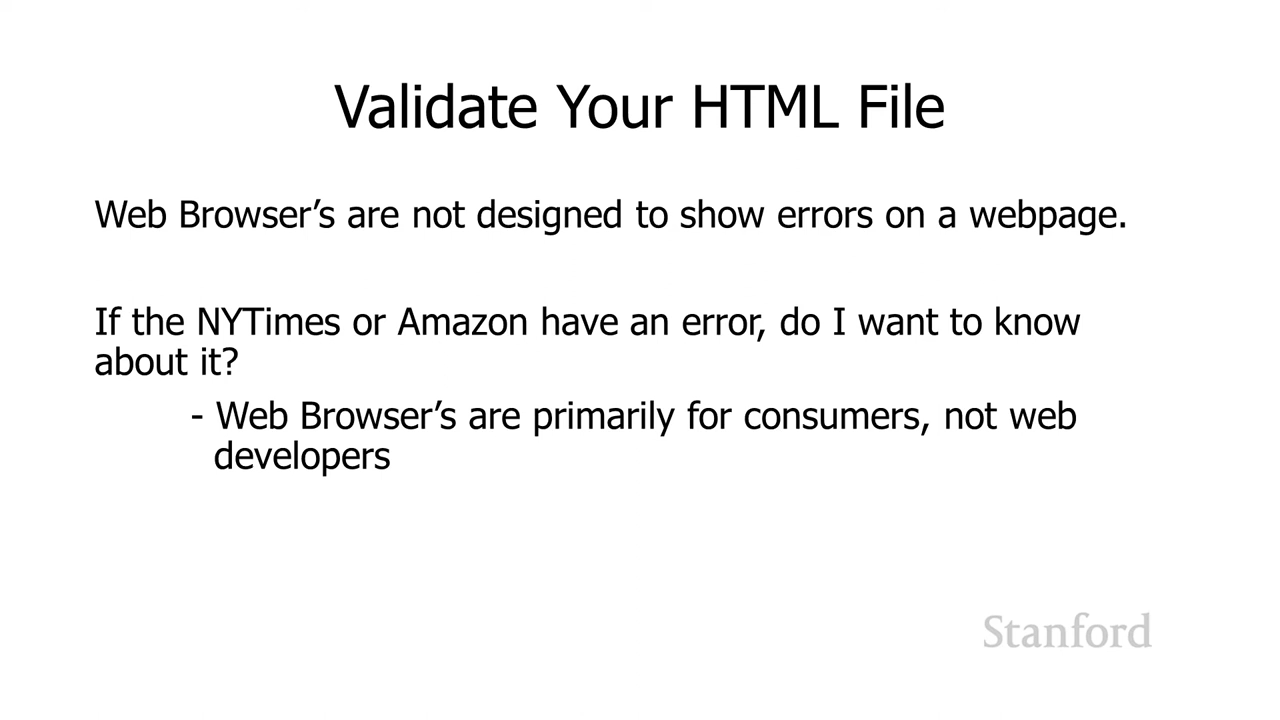 Validate Your HTML File
Web Browser’s are not designed to show errors on a webpage.
If the NYTimes or Amazon have an error, do I want to know
about it?
- Web Browser’s are primarily for consumers, not web
developers
Stanford